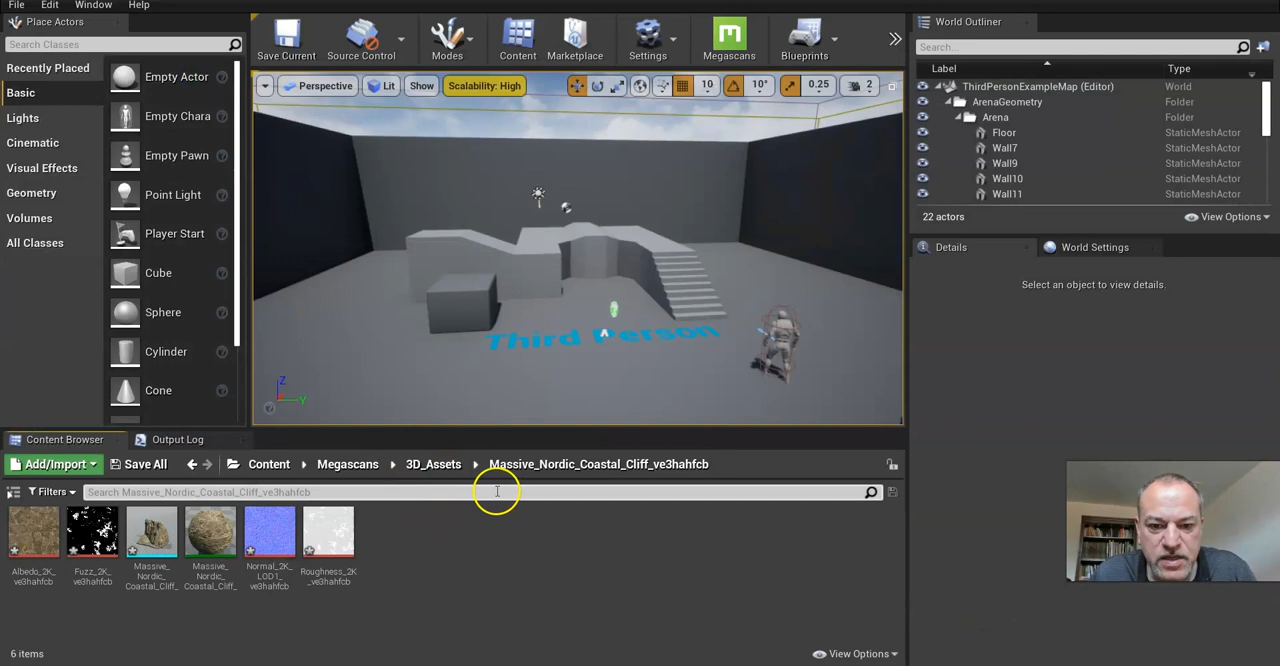 File Edit Window Help
Place Actors
Search Classes
Recently Placed
Basic
Lights
Cinematic
Visual Effects
Geometry
Volumes
All Classes
Empty Actor
Empty Chara
Empty Pawn
Point Light
Player Start
Cube
Sphere
Cylinder
Cone
Save Current
Source Control
Modes
Content
Marketplace
Settings
Megascans
Blueprints
Perspective
Lit
Show
Scalability: High
10
10°
0.25
2
Third Person
Z
Y
World Outliner
Search...
Label
Type
ThirdPersonExampleMap (Editor) World
ArenaGeometry Folder
Arena Folder
Floor StaticMeshActor
Wall7 StaticMeshActor
Wall9 StaticMeshActor
Wall10 StaticMeshActor
Wall11 StaticMeshActor
22 actors
View Options
Details
World Settings
Select an object to view details.
Content Browser
Output Log
Add/Import
Save All
Content
Megascans
3D_Assets
Massive_Nordic_Coastal_Cliff_ve3hahfcb
Filters
Search Massive_Nordic_Coastal_Cliff_ve3hahfcb
Albedo_2K_
ve3hahfcb
Fuzz_2K_
ve3hahfcb
Massive_
Nordic_
Coastal_Cliff_
Massive_
Nordic_
Coastal_Cliff_
Normal_2K_
LOD1_
ve3hahfcb
Roughness_2K
_ve3hahfcb
6 items
View Options